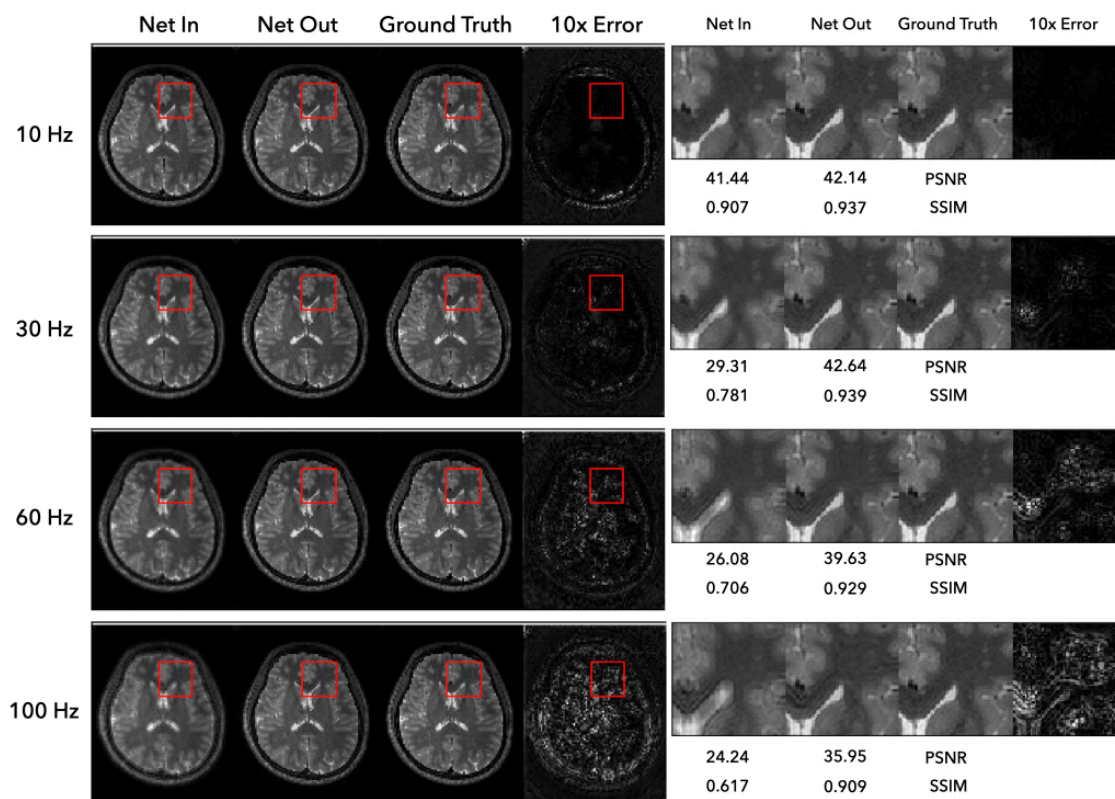 Net In Net Out Ground Truth 10x Error
Net In Net Out Ground Truth 10x Error
10 Hz
41.44 42.14 PSNR
0.907 0.937 SSIM
30 Hz
29.31 42.64 PSNR
0.781 0.939 SSIM
60 Hz
26.08 39.63 PSNR
0.706 0.929 SSIM
100 Hz
24.24 35.95 PSNR
0.617 0.909 SSIM